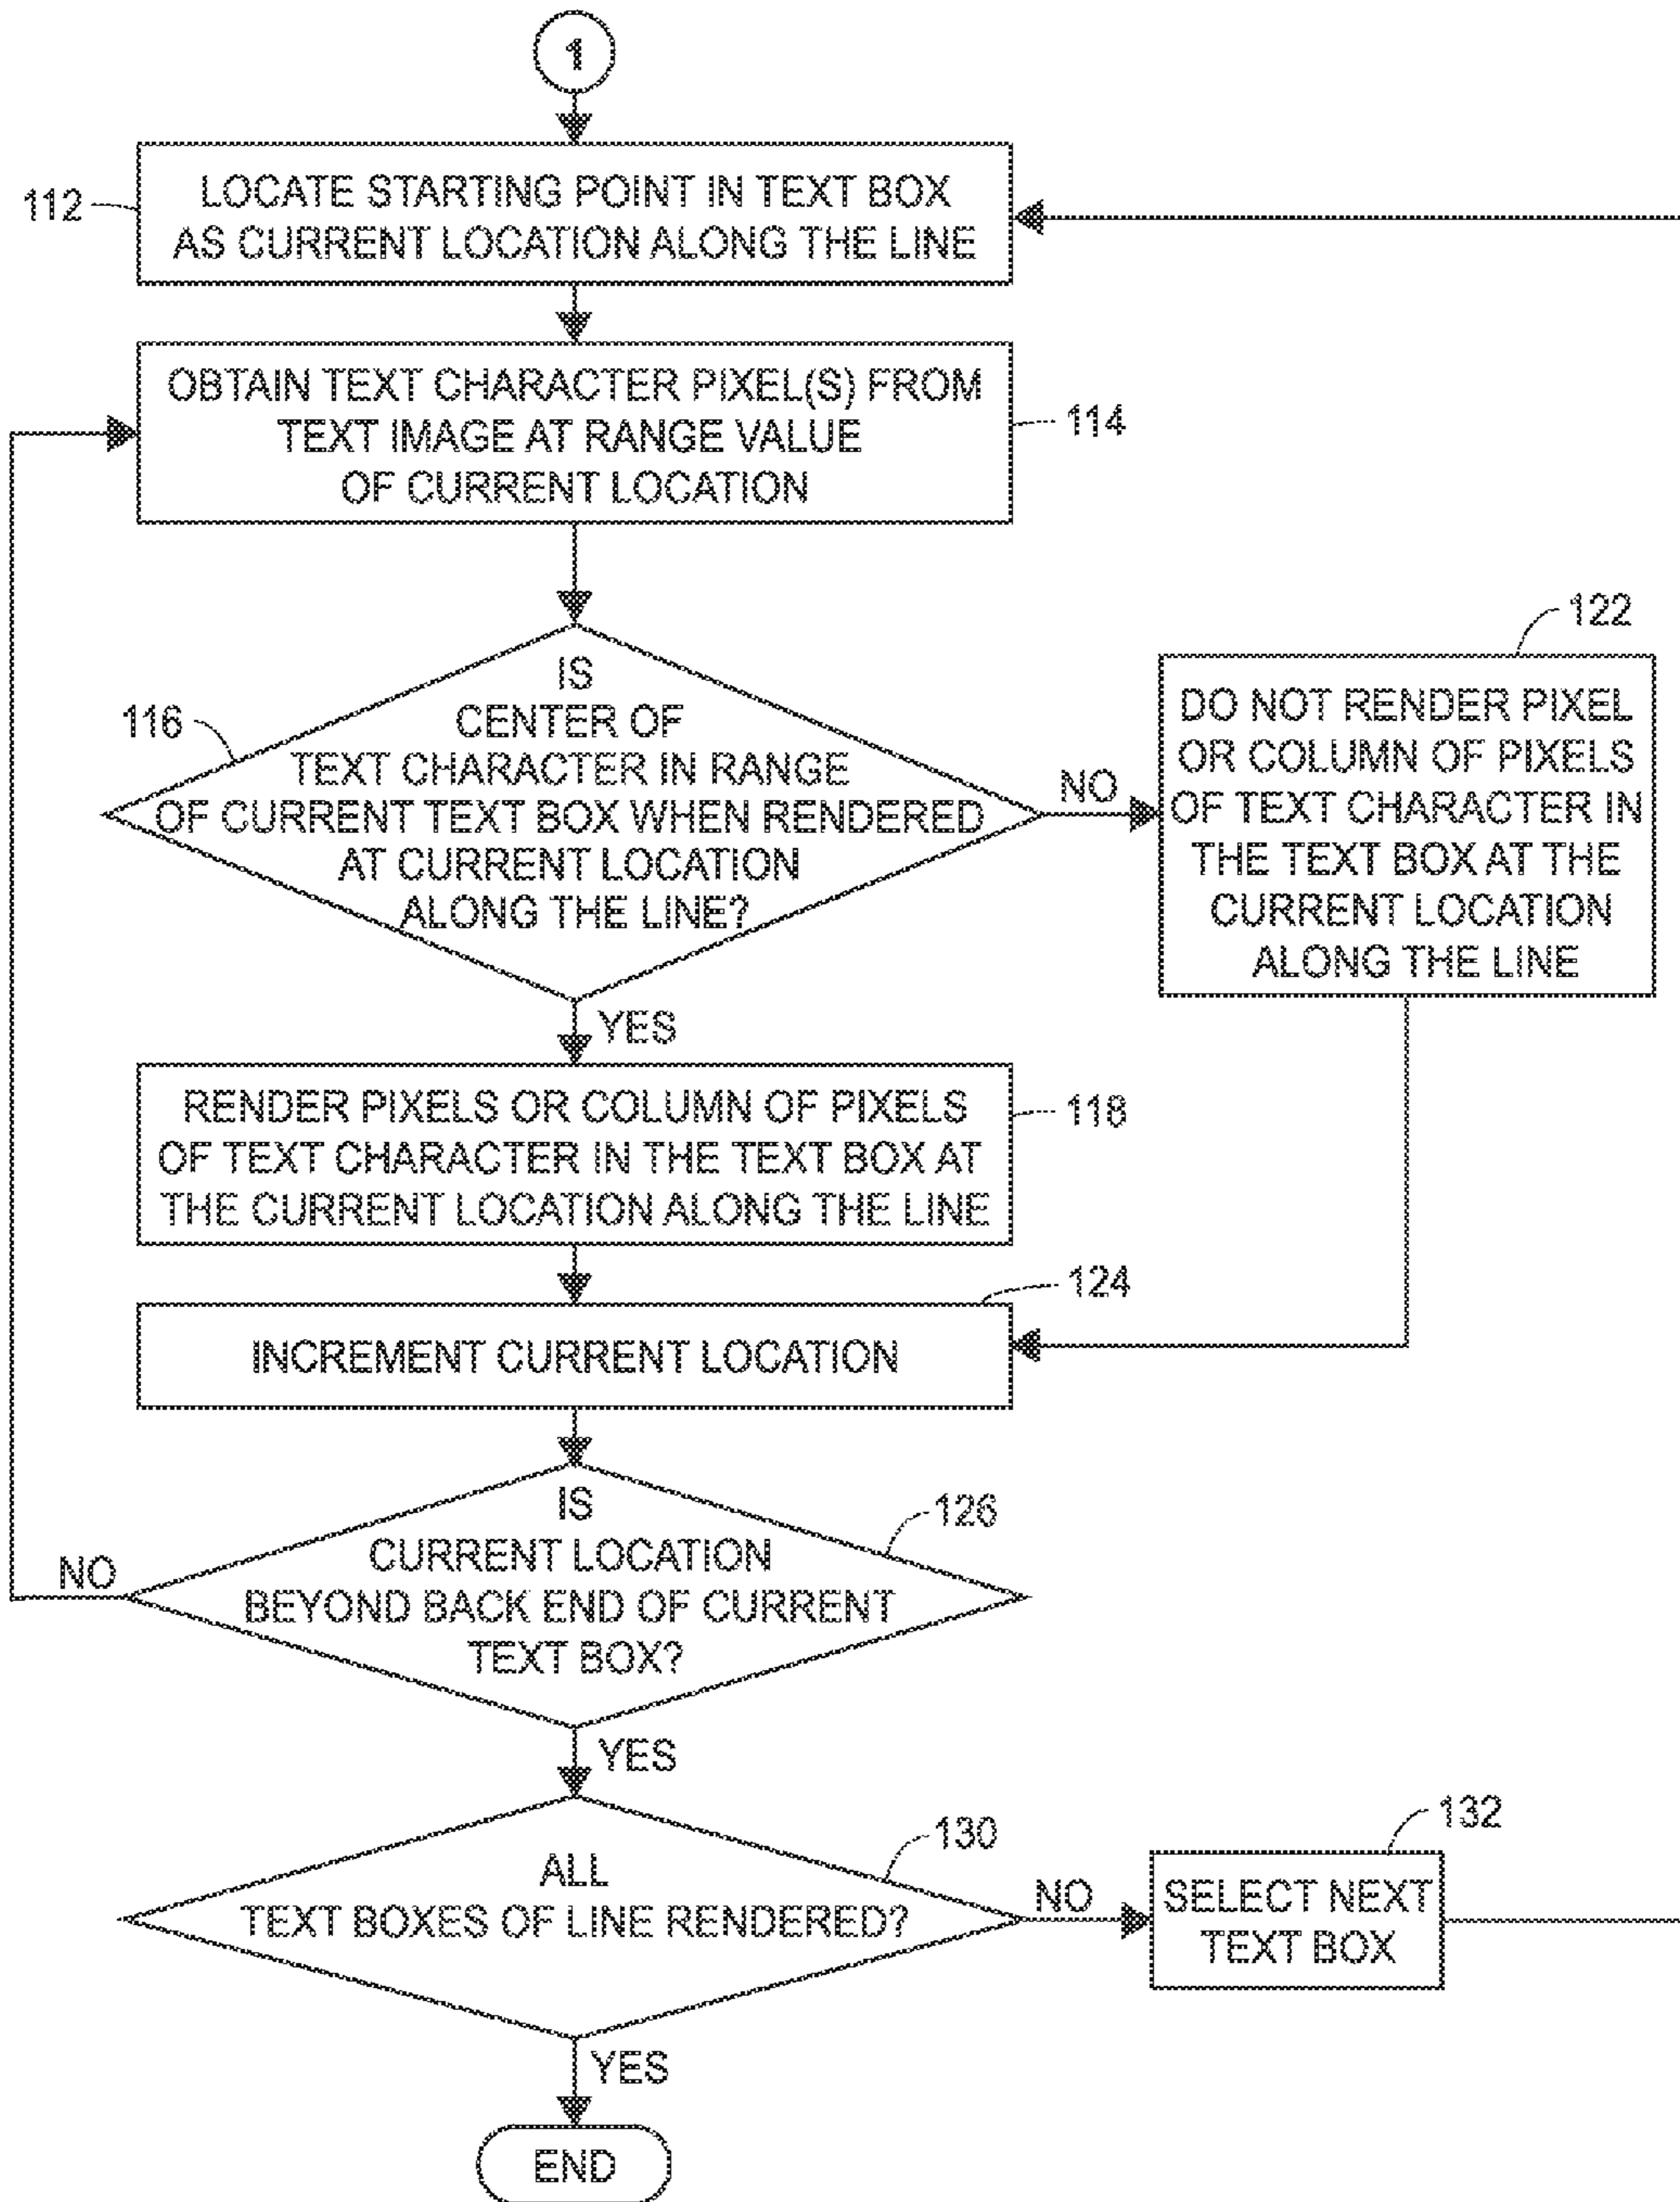 1
112
LOCATE STARTING POINT IN TEXT BOX
AS CURRENT LOCATION ALONG THE LINE
OBTAIN TEXT CHARACTER PIXEL(S) FROM
TEXT IMAGE AT RANGE VALUE
OF CURRENT LOCATION
114
116
IS
CENTER OF
TEXT CHARACTER IN RANGE
OF CURRENT TEXT BOX WHEN RENDERED
AT CURRENT LOCATION
ALONG THE LINE?
NO
122
DO NOT RENDER PIXEL
OR COLUMN OF PIXELS
OF TEXT CHARACTER IN
THE TEXT BOX AT THE
CURRENT LOCATION
ALONG THE LINE
YES
RENDER PIXELS OR COLUMN OF PIXELS
OF TEXT CHARACTER IN THE TEXT BOX AT
THE CURRENT LOCATION ALONG THE LINE
118
124
INCREMENT CURRENT LOCATION
126
IS
CURRENT LOCATION
BEYOND BACK END OF CURRENT
TEXT BOX?
NO
YES
130
ALL
TEXT BOXES OF LINE RENDERED?
NO
132
SELECT NEXT
TEXT BOX
YES
END